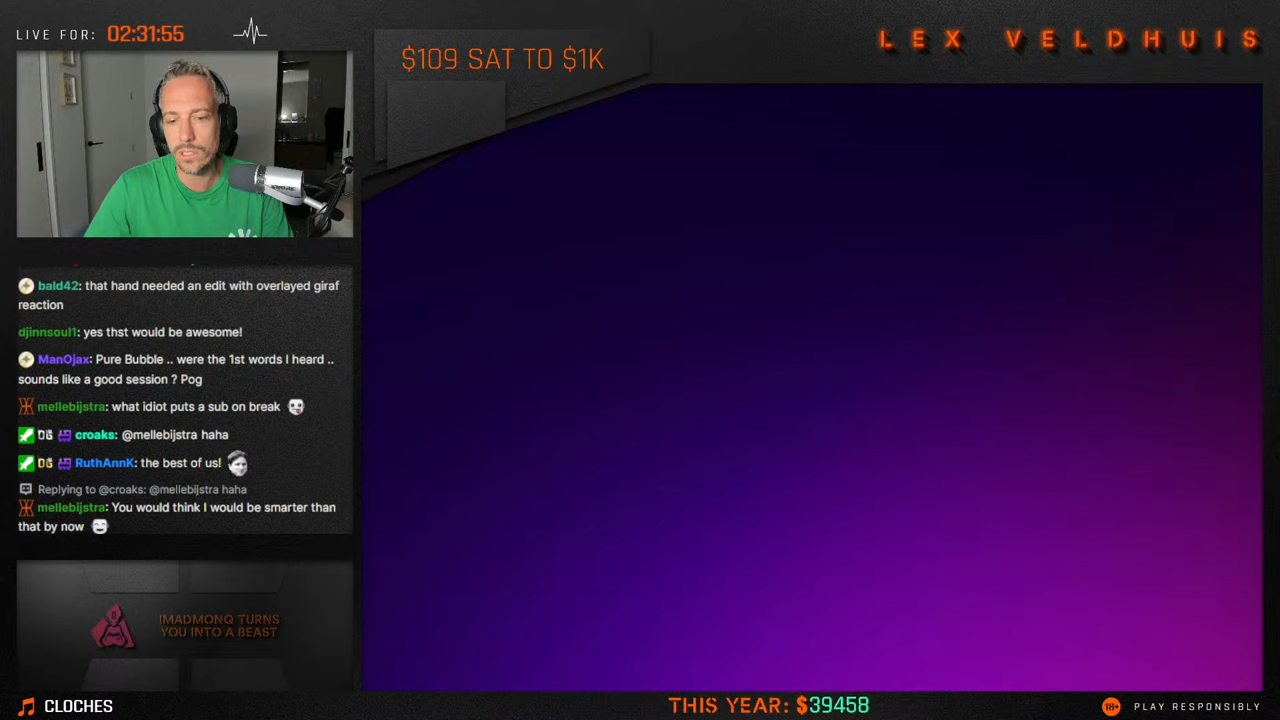 LIVE FOR: 02:31:55
$109 SAT TO $1K
LEX VELDHUIS
bald42: that hand needed an edit with overlayed giraf
reaction
djinnsoul1: yes thst would be awesome!
ManOjax: Pure Bubble .. were the 1st words I heard ..
sounds like a good session ? Pog
mellebijstra: what idiot puts a sub on break
croaks: @mellebijstra haha
RuthAnnK: the best of us!
Replying to @croaks: @mellebijstra haha
mellebijstra: You would think I would be smarter than
that by now
IMADMONQ TURNS
YOU INTO A BEAST
CLOCHES
THIS YEAR: $39458
18+ PLAY RESPONSIBLY